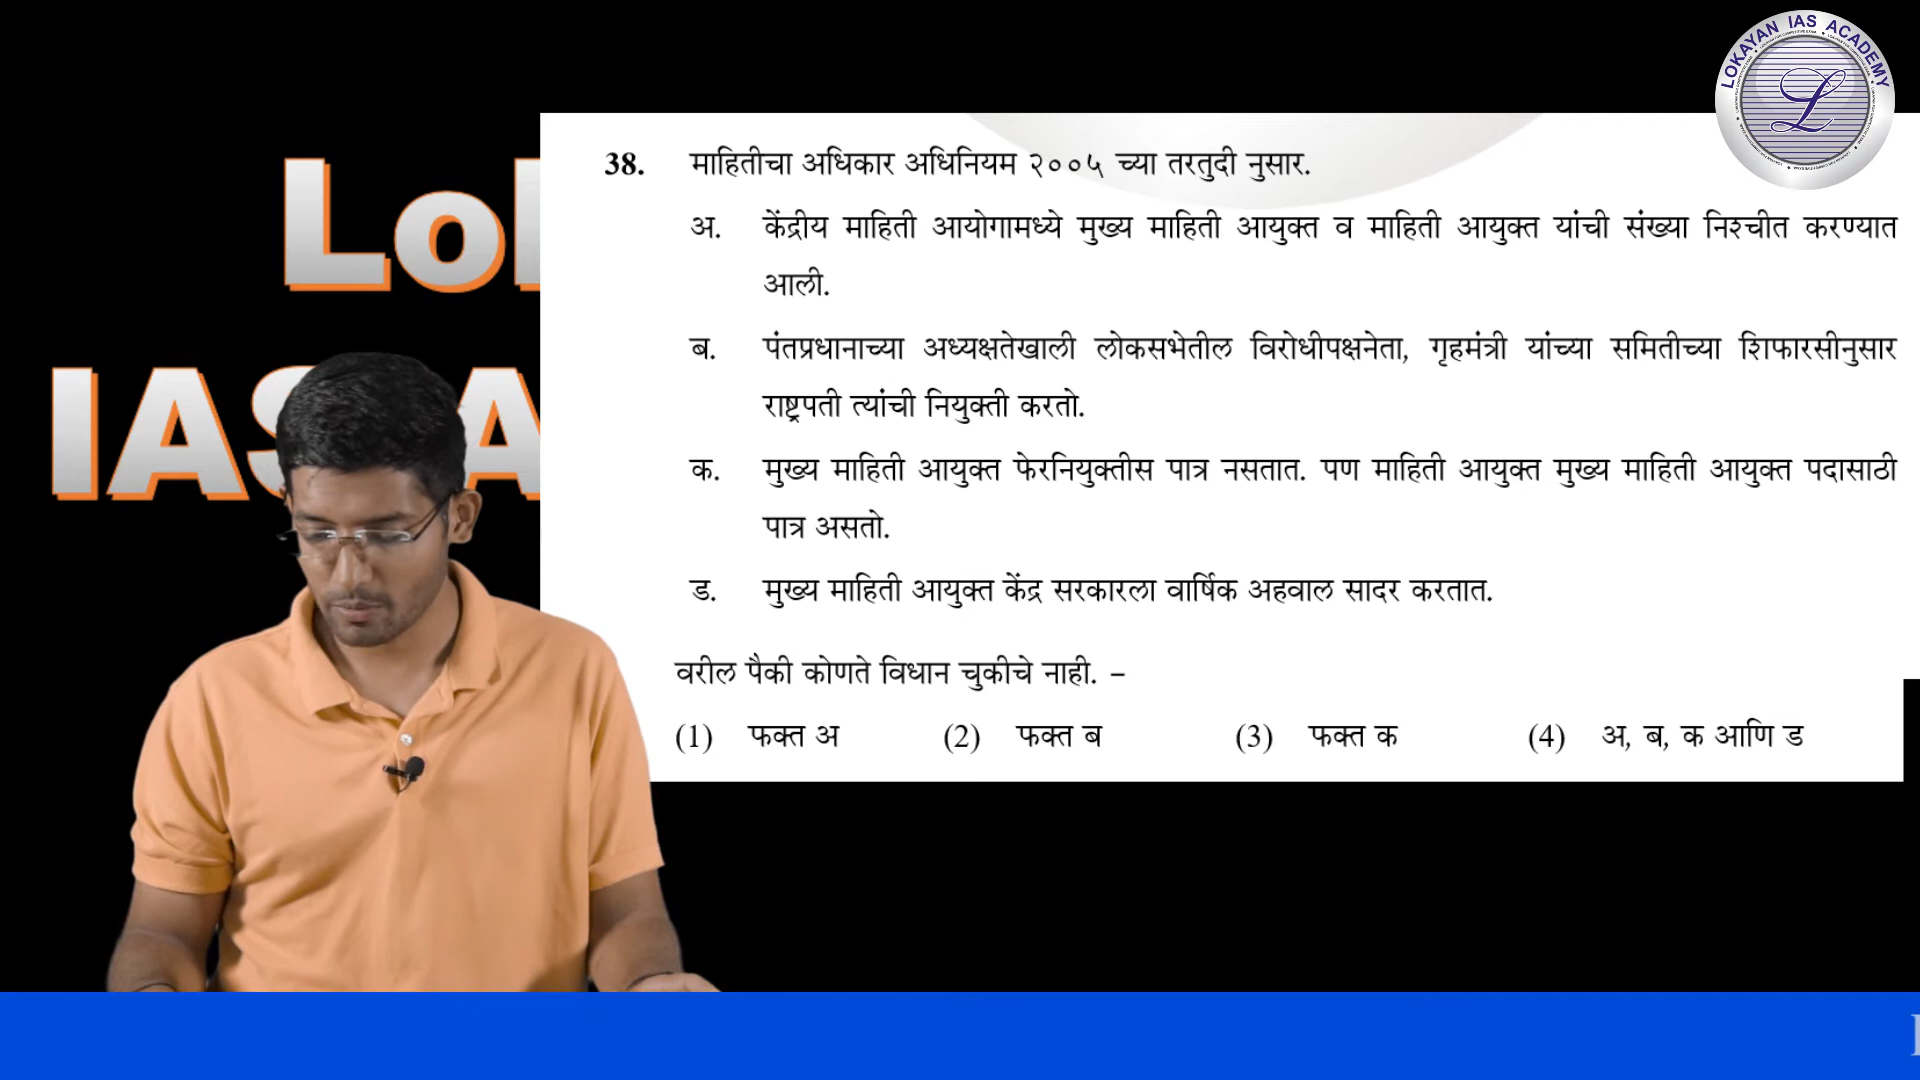 LOKAYAN IAS ACADEMY
L
38. माहितीचा अधिकार अधिनियम २००५ च्या तरतुदी नुसार.
अ. केंद्रीय माहिती आयोगामध्ये मुख्य माहिती आयुक्त व माहिती आयुक्त यांची संख्या निश्चीत करण्यात
आली.
ब. पंतप्रधानाच्या अध्यक्षतेखाली लोकसभेतील विरोधीपक्षनेता, गृहमंत्री यांच्या समितीच्या शिफारसीनुसार
राष्ट्रपती त्यांची नियुक्ती करतो.
क. मुख्य माहिती आयुक्त फेरनियुक्तीस पात्र नसतात. पण माहिती आयुक्त मुख्य माहिती आयुक्त पदासाठी
पात्र असतो.
ड. मुख्य माहिती आयुक्त केंद्र सरकारला वार्षिक अहवाल सादर करतात.
वरील पैकी कोणते विधान चुकीचे नाही. –
(1) फक्त अ (2) फक्त ब (3) फक्त क (4) अ, ब, क आणि ड
Lo
IAS A